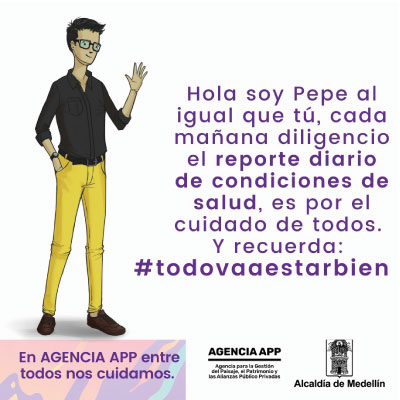 Hola soy Pepe al
igual que tú, cada
mañana diligencio
el reporte diario
de condiciones de
salud, es por el
cuidado de todos.
Y recuerda:
#todovaaestarbien
En AGENCIA APP entre
todos nos cuidamos.
AGENCIA APP
Agencia para la Gestión
del Paisaje, el Patrimonio y
las Alianzas Público Privadas
Alcaldía de Medellín